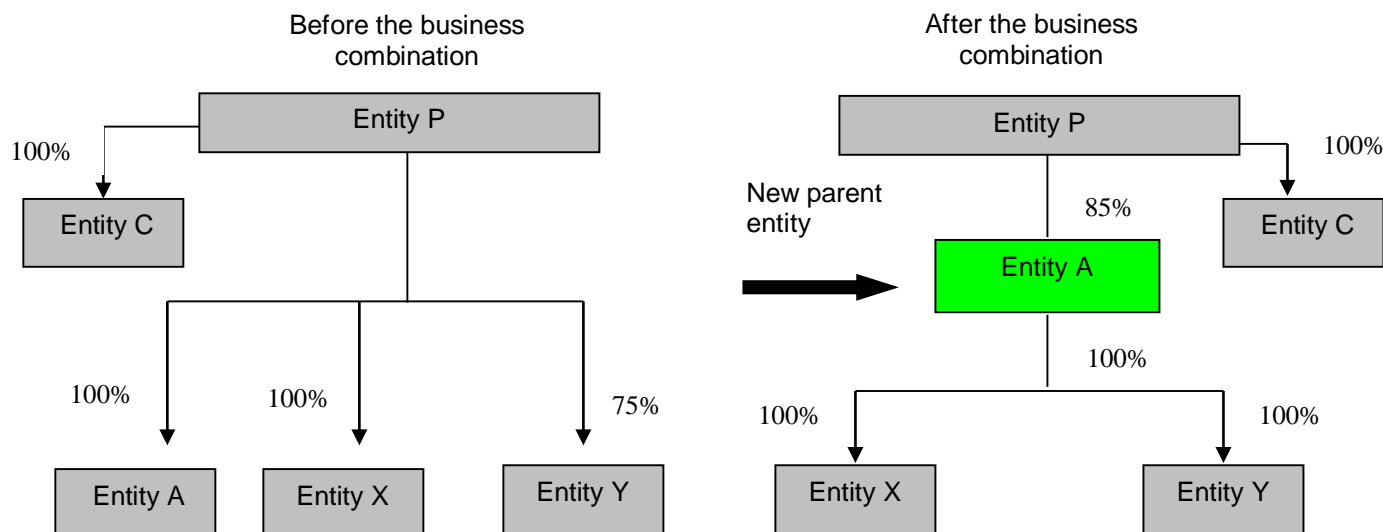 Before the business
combination
Entity P
100%
Entity C
100%
100%
75%
Entity A
Entity X
Entity Y
After the business
combination
Entity P
100%
New parent
entity
85%
Entity C
Entity A
100%
100%
100%
Entity X
Entity Y